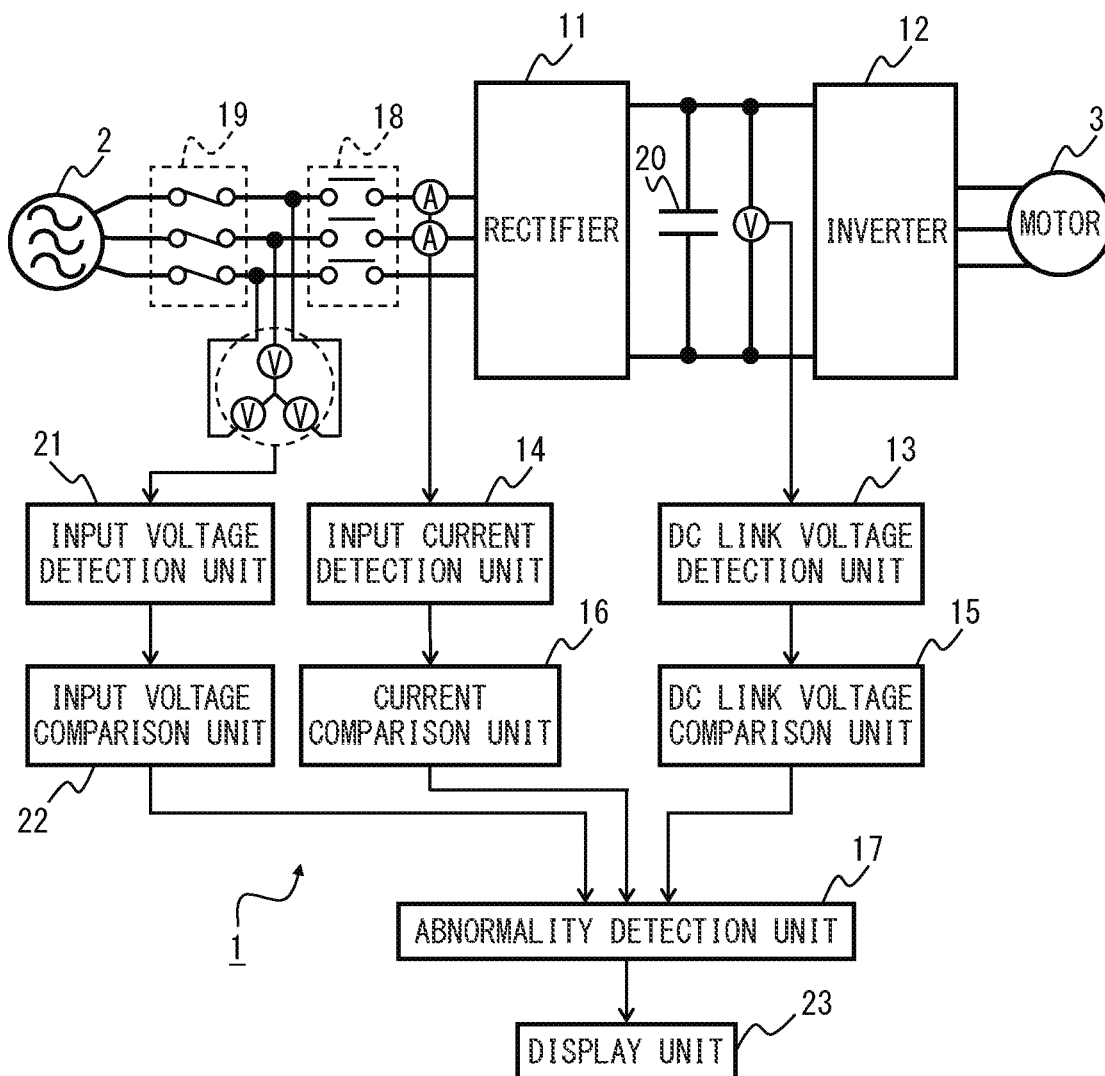 11
12
19
18
3
2
20
A
A
V
RECTIFIER
INVERTER
MOTOR
V
V
V
21
14
13
INPUT VOLTAGE
DETECTION UNIT
INPUT CURRENT
DETECTION UNIT
DC LINK VOLTAGE
DETECTION UNIT
16
15
INPUT VOLTAGE
COMPARISON UNIT
CURRENT
COMPARISON UNIT
DC LINK VOLTAGE
COMPARISON UNIT
22
17
1
ABNORMALITY DETECTION UNIT
23
DISPLAY UNIT